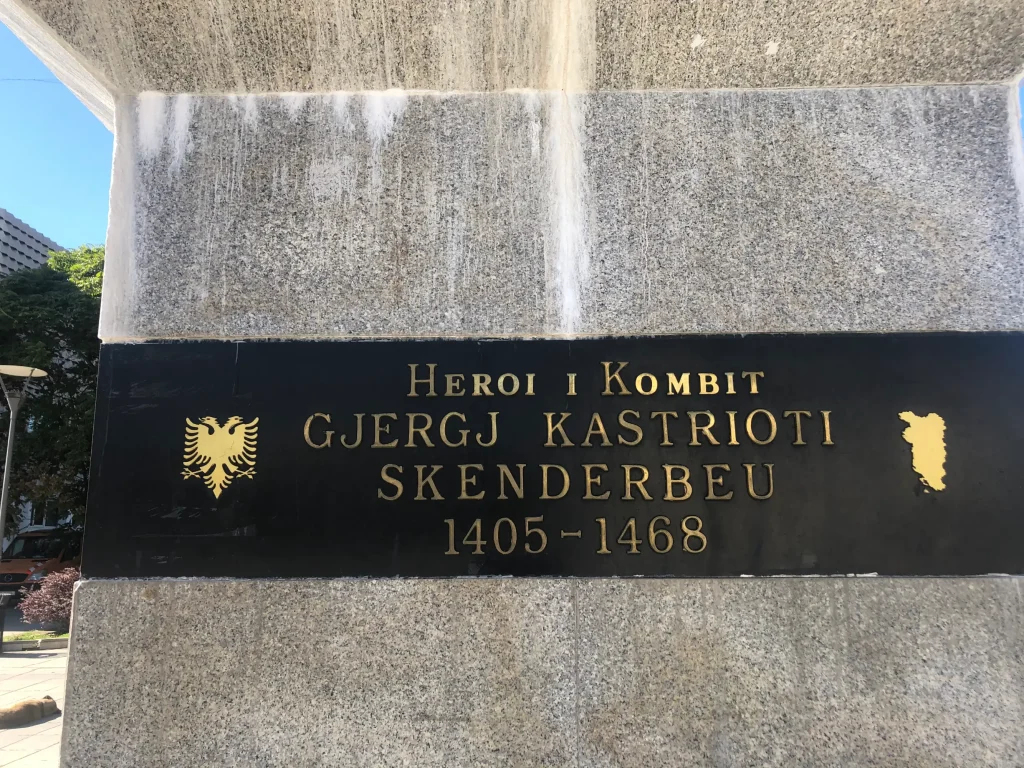 HEROI I KOMBIT
GJERGJ KASTRIOTI
SKENDERBEU
1405-1468